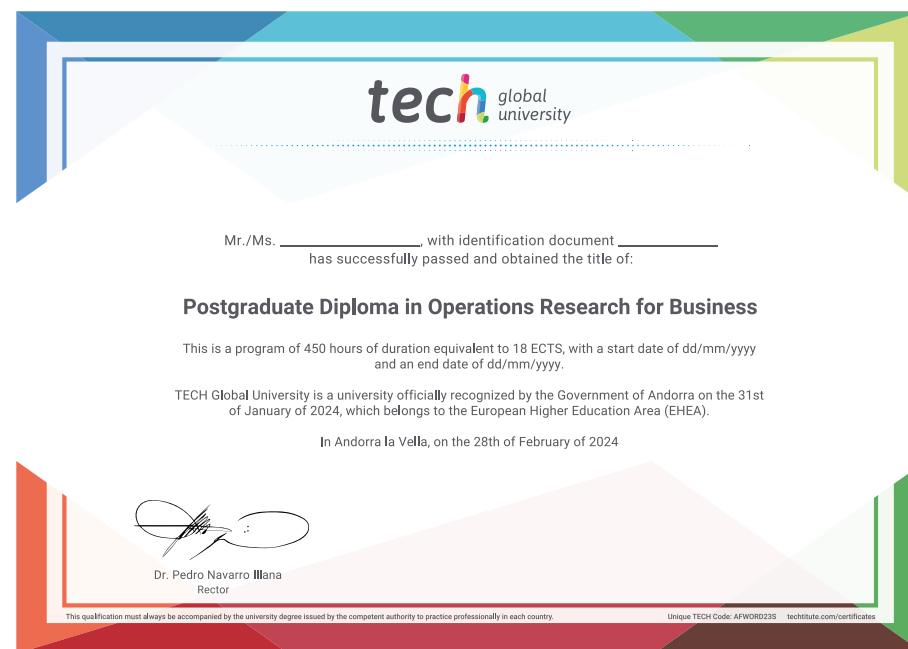 tech global university
Mr./Ms. ____________, with identification document ____________
has successfully passed and obtained the title of:
Postgraduate Diploma in Operations Research for Business
This is a program of 450 hours of duration equivalent to 18 ECTS, with a start date of dd/mm/yyyy
and an end date of dd/mm/yyyy.
TECH Global University is a university officially recognized by the Government of Andorra on the 31st
of January of 2024, which belongs to the European Higher Education Area (EHEA).
In Andorra la Vella, on the 28th of February of 2024
Dr. Pedro Navarro Illana
Rector
This qualification must always be accompanied by the university degree issued by the competent authority to practice professionally in each country.
Unique TECH Code: AFWORD23S techtitute.com/certificates